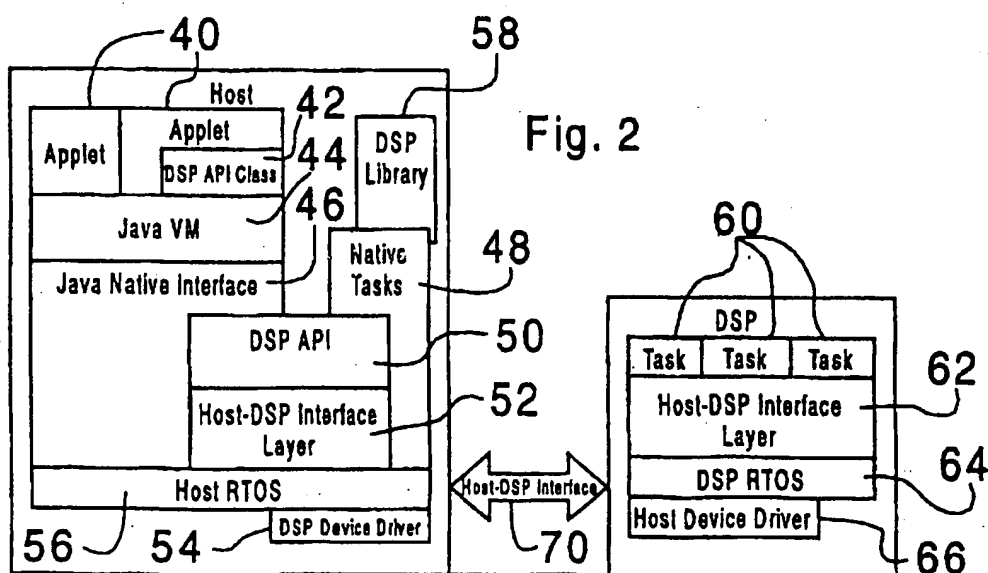 40
58
Host
42
Applet
Applet
44
DSP API Class
DSP
Library
Fig. 2
46
Java VM
60
Native
Tasks
48
Java Native Interface
DSP
DSP API
50
Task
Task
Task
62
Host-DSP Interface
Layer
52
Host-DSP Interface
Layer
64
Host RTOS
Host-DSP Interface
DSP RTOS
56
54
DSP Device Driver
70
Host Device Driver
66